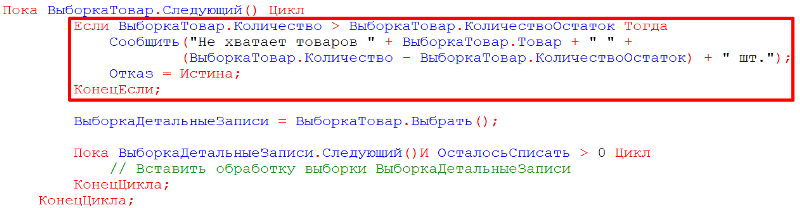 Пока ВыборкаТовар.Следующий() Цикл
Если ВыборкаТовар.Количество > ВыборкаТовар.КоличествоОстаток Тогда
Сообщить("Не хватает товаров " + ВыборкаТовар.Товар + " " +
(ВыборкаТовар.Количество - ВыборкаТовар.КоличествоОстаток) + " шт.");
Отказ = Истина;
КонецЕсли;
ВыборкаДетальныеЗаписи = ВыборкаТовар.Выбрать();
Пока ВыборкаДетальныеЗаписи.Следующий()И ОсталосьСписать > 0 Цикл
// Вставить обработку выборки ВыборкаДетальныеЗаписи
КонецЦикла;
КонецЦикла;